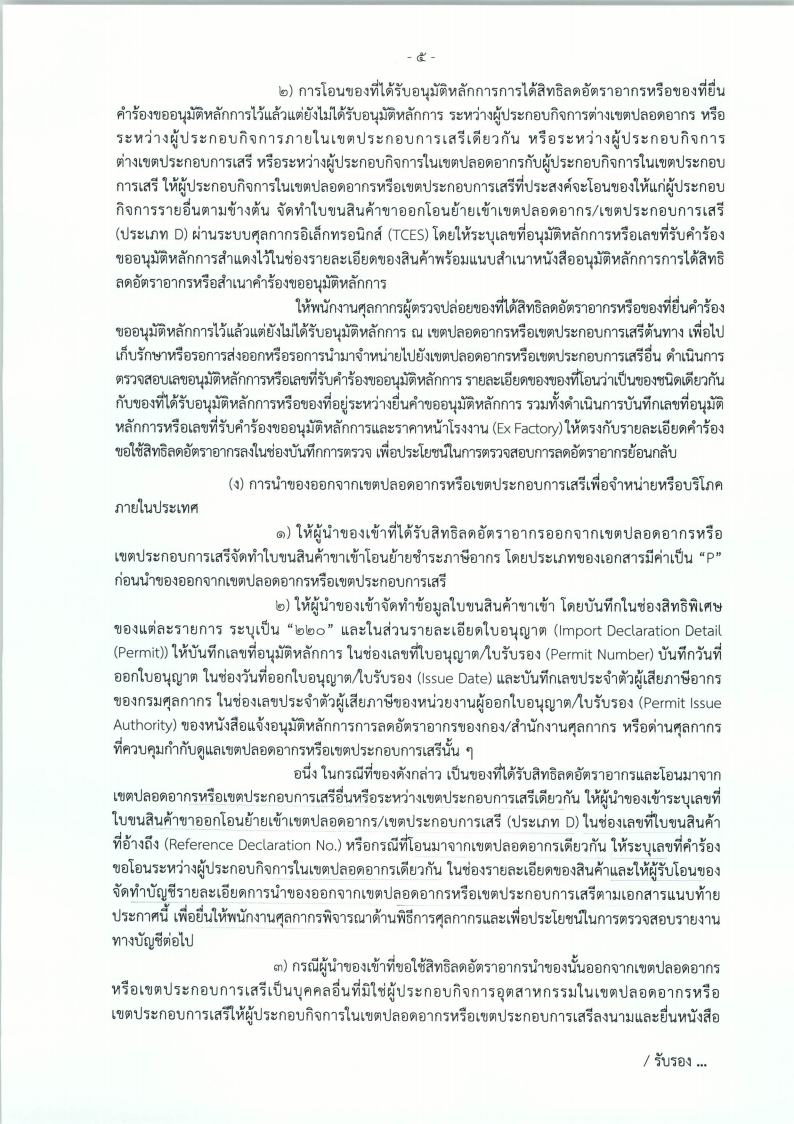 - ๕ -
๒) การโอนของที่ได้รับอนุมัติหลักการการได้สิทธิลดอัตราอากรหรือของที่ยื่น
คำร้องขออนุมัติหลักการไว้แล้วแต่ยังไม่ได้รับอนุมัติหลักการ ระหว่างผู้ประกอบกิจการต่างเขตปลอดอากร หรือ
ระหว่างผู้ประกอบกิจการภายในเขตประกอบการเสรีเดียวกัน หรือระหว่างผู้ประกอบกิจการ
ต่างเขตประกอบการเสรี หรือระหว่างผู้ประกอบกิจการในเขตปลอดอากรกับผู้ประกอบกิจการในเขตประกอบ
การเสรี ให้ผู้ประกอบกิจการในเขตปลอดอากรหรือเขตประกอบการเสรีที่ประสงค์จะโอนของให้แก่ผู้ประกอบ
กิจการรายอื่นตามข้างต้น จัดทำใบขนสินค้าขาออกโอนย้ายเข้าเขตปลอดอากร/เขตประกอบการเสรี
(ประเภท D) ผ่านระบบศุลกากรอิเล็กทรอนิกส์ (TCES) โดยให้ระบุเลขที่อนุมัติหลักการหรือเลขที่รับคำร้อง
ขออนุมัติหลักการสำแดงไว้ในช่องรายละเอียดของสินค้าพร้อมแนบสำเนาหนังสืออนุมัติหลักการการได้สิทธิ
ลดอัตราอากรหรือสำเนาคำร้องขออนุมัติหลักการ
ให้พนักงานศุลกากรผู้ตรวจปล่อยของที่ได้สิทธิลดอัตราอากรหรือของที่ยื่นคำร้อง
ขออนุมัติหลักการไว้แล้วแต่ยังไม่ได้รับอนุมัติหลักการ ณ เขตปลอดอากรหรือเขตประกอบการเสรีต้นทาง เพื่อไป
เก็บรักษาหรือรอการส่งออกหรือรอการนำมาจำหน่ายไปยังเขตปลอดอากรหรือเขตประกอบการเสรีอื่น ดำเนินการ
ตรวจสอบเลขอนุมัติหลักการหรือเลขที่รับคำร้องขออนุมัติหลักการ รายละเอียดของของที่โอนว่าเป็นของชนิดเดียวกัน
กับของที่ได้รับอนุมัติหลักการหรือของที่อยู่ระหว่างยื่นคำขออนุมัติหลักการ รวมทั้งดำเนินการบันทึกเลขที่อนุมัติ
หลักการหรือเลขที่รับคำร้องขออนุมัติหลักการและราคาหน้าโรงงาน (Ex Factory) ให้ตรงกับรายละเอียดคำร้อง
ขอใช้สิทธิลดอัตราอากรลงในช่องบันทึกการตรวจ เพื่อประโยชน์ในการตรวจสอบการลดอัตราอากรย้อนกลับ
(ง) การนำของออกจากเขตปลอดอากรหรือเขตประกอบการเสรีเพื่อจำหน่ายหรือบริโภค
ภายในประเทศ
๑) ให้ผู้นำของเข้าที่ได้รับสิทธิลดอัตราอากรออกจากเขตปลอดอากรหรือ
เขตประกอบการเสรีจัดทำใบขนสินค้าขาเข้าโอนย้ายชำระภาษีอากร โดยประเภทของเอกสารมีค่าเป็น “P”
ก่อนนำของออกจากเขตปลอดอากรหรือเขตประกอบการเสรี
๒) ให้ผู้นำของเข้าจัดทำข้อมูลใบขนสินค้าขาเข้า โดยบันทึกในช่องสิทธิพิเศษ
ของแต่ละรายการ ระบุเป็น “๒๒๐” และในส่วนรายละเอียดใบอนุญาต (Import Declaration Detail
(Permit)) ให้บันทึกเลขที่อนุมัติหลักการ ในช่องเลขที่ใบอนุญาต/ใบรับรอง (Permit Number) บันทึกวันที่
ออกใบอนุญาต ในช่องวันที่ออกใบอนุญาต/ใบรับรอง (Issue Date) และบันทึกเลขประจำตัวผู้เสียภาษีอากร
ของกรมศุลกากร ในช่องเลขประจำตัวผู้เสียภาษีของหน่วยงานผู้ออกใบอนุญาต/ใบรับรอง (Permit Issue
Authority) ของหนังสือแจ้งอนุมัติหลักการการลดอัตราอากรของกอง/สำนักงานศุลกากร หรือด่านศุลกากร
ที่ควบคุมกำกับดูแลเขตปลอดอากรหรือเขตประกอบการเสรีนั้น ๆ
อนึ่ง ในกรณีที่ของดังกล่าว เป็นของที่ได้รับสิทธิลดอัตราอากรและโอนมาจาก
เขตปลอดอากรหรือเขตประกอบการเสรีอื่นหรือระหว่างเขตประกอบการเสรีเดียวกัน ให้ผู้นำของเข้าระบุเลขที่
ใบขนสินค้าขาออกโอนย้ายเข้าเขตปลอดอากร/เขตประกอบการเสรี (ประเภท D) ในช่องเลขที่ใบขนสินค้า
ที่อ้างถึง (Reference Declaration No.) หรือกรณีที่โอนมาจากเขตปลอดอากรเดียวกัน ให้ระบุเลขที่คำร้อง
ขอโอนระหว่างผู้ประกอบกิจการในเขตปลอดอากรเดียวกัน ในช่องรายละเอียดของสินค้าและให้ผู้รับโอนของ
จัดทำบัญชีรายละเอียดการนำของออกจากเขตปลอดอากรหรือเขตประกอบการเสรีตามเอกสารแนบท้าย
ประกาศนี้ เพื่อยื่นให้พนักงานศุลกากรพิจารณาด้านพิธีการศุลกากรและเพื่อประโยชน์ในการตรวจสอบรายงาน
ทางบัญชีต่อไป
๓) กรณีผู้นำของเข้าที่ขอใช้สิทธิลดอัตราอากรนำของนั้นออกจากเขตปลอดอากร
หรือเขตประกอบการเสรีเป็นบุคคลอื่นที่มิใช่ผู้ประกอบกิจการอุตสาหกรรมในเขตปลอดอากรหรือ
เขตประกอบการเสรีให้ผู้ประกอบกิจการในเขตปลอดอากรหรือเขตประกอบการเสรีลงนามและยื่นหนังสือ
/ รับรอง ...